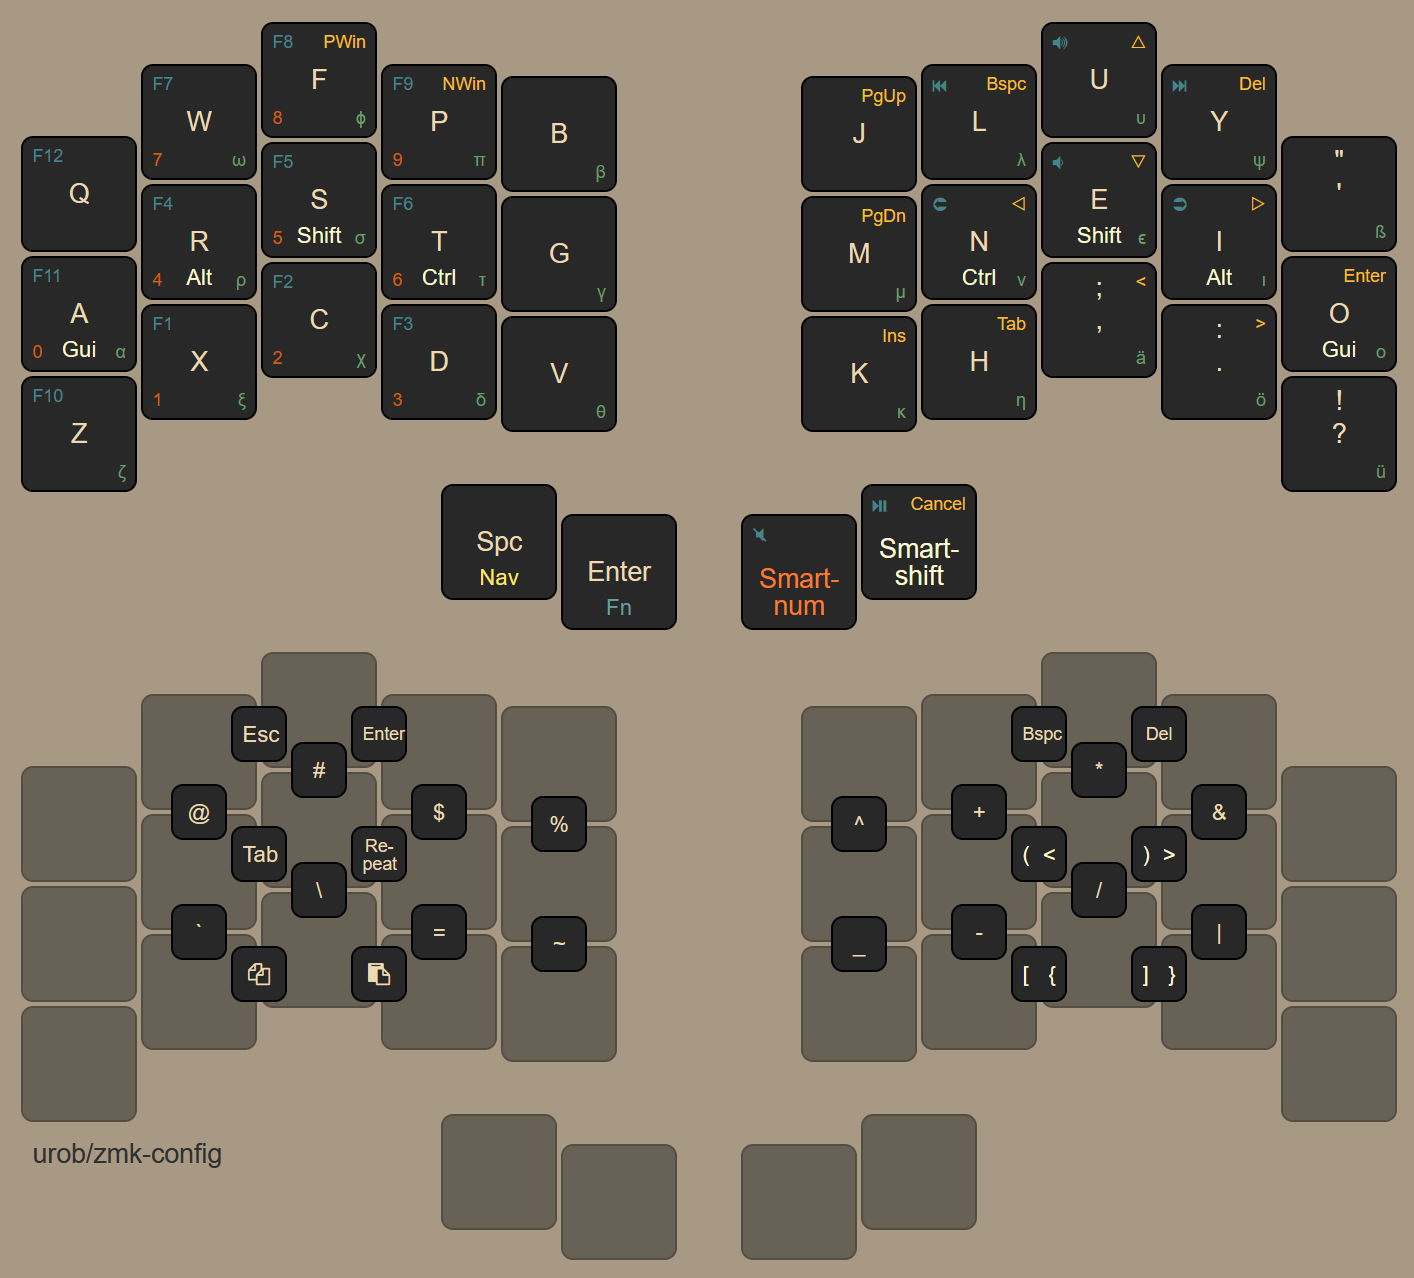 F8 PWin
F
8 ϕ
U
υ
F7
W
7 ω
F9 NWin
P
9 π
B
β
PgUp
J
Bspc
L
λ
Del
Y
ψ
F12
Q
F5
S
5 Shift σ
E
Shift ϵ
"
'
ß
F4
R
4 Alt ρ
F6
T
6 Ctrl τ
G
γ
PgDn
M
μ
N
Ctrl ν
I
Alt ι
F11
A
0 Gui α
F2
C
2 χ
; <
,
ä
Enter
O
Gui ο
F1
X
1 ξ
F3
D
3 δ
V
θ
Ins
K
κ
Tab
H
η
: >
.
ö
F10
Z
ζ
!
?
ü
Spc
Nav
Enter
Fn
Smart-
num
Cancel
Smart-
shift
Esc Enter Bspc Del
# *
@ $ % ^ + &
Tab Re-
peat ( < ) >
\ /
` = ~ _ - |
[ { ] }
urob/zmk-config